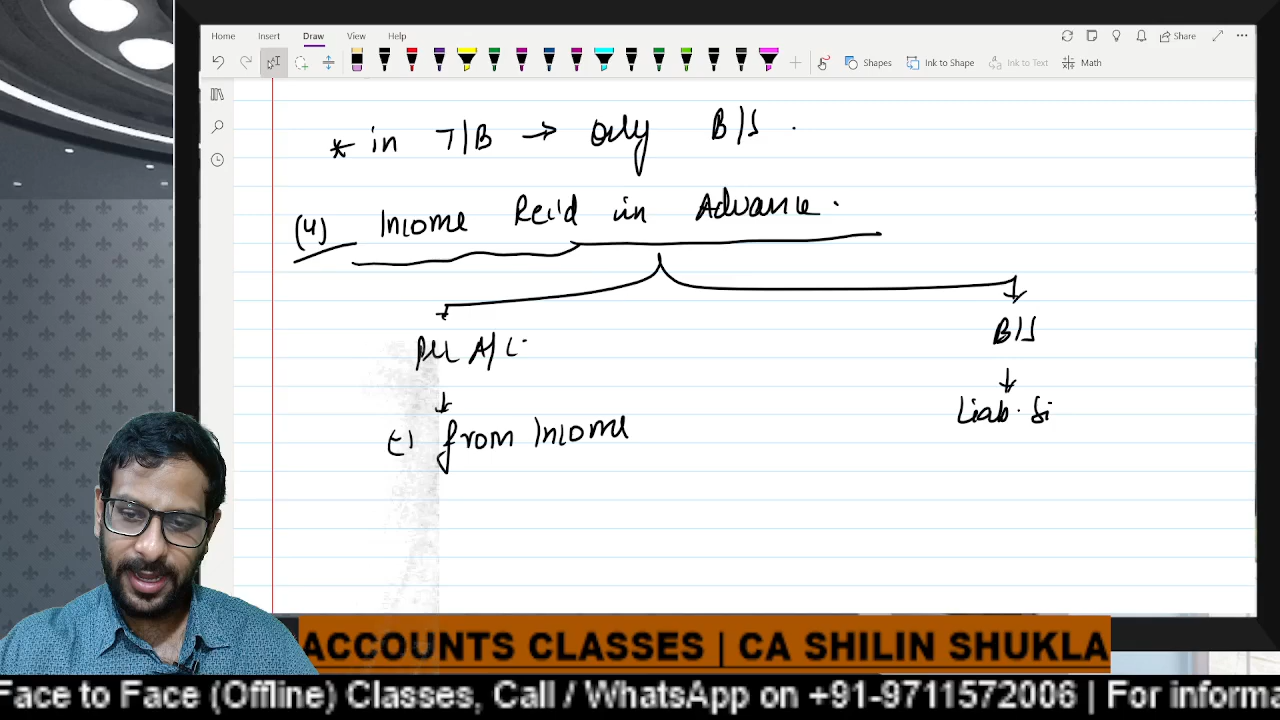 Home Insert Draw View Help
Share
Shapes Ink to Shape Ink to Text Math
* in T/B → only B/S.
(4) Income Rec'd in Advance.
P&L A/C
B/S
Liab. Si
(-) from Income
ACCOUNTS CLASSES | CA SHILIN SHUKLA
Face to Face (Offline) Classes, Call / WhatsApp on +91-9711572006 | For informa